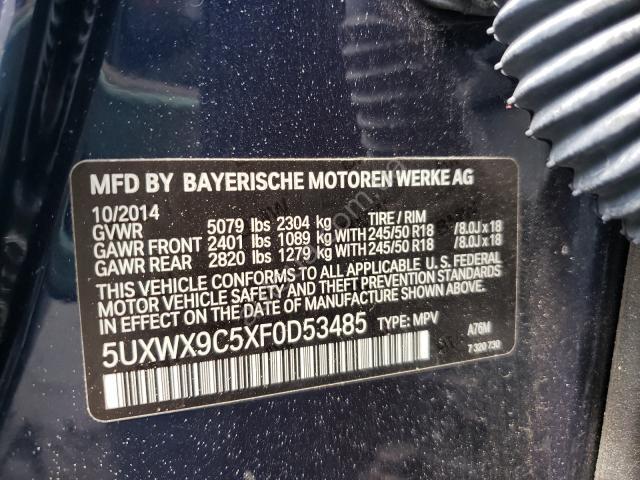 MFD BY BAYERISCHE MOTOREN WERKE AG
10/2014
TIRE / RIM
GVWR 5079 lbs 2304 kg
GAWR FRONT 2401 lbs 1089 kg WITH 245/50 R18 /8.0J x 18
GAWR REAR 2820 lbs 1279 kg WITH 245/50 R18 /8.0J x 18
THIS VEHICLE CONFORMS TO ALL APPLICABLE U.S. FEDERAL
MOTOR VEHICLE SAFETY AND THEFT PREVENTION STANDARDS
IN EFFECT ON THE DATE OF MANUFACTURE SHOWN ABOVE.
5UXWX9C5XF0D53485 TYPE: MPV
A76M
7 320 730